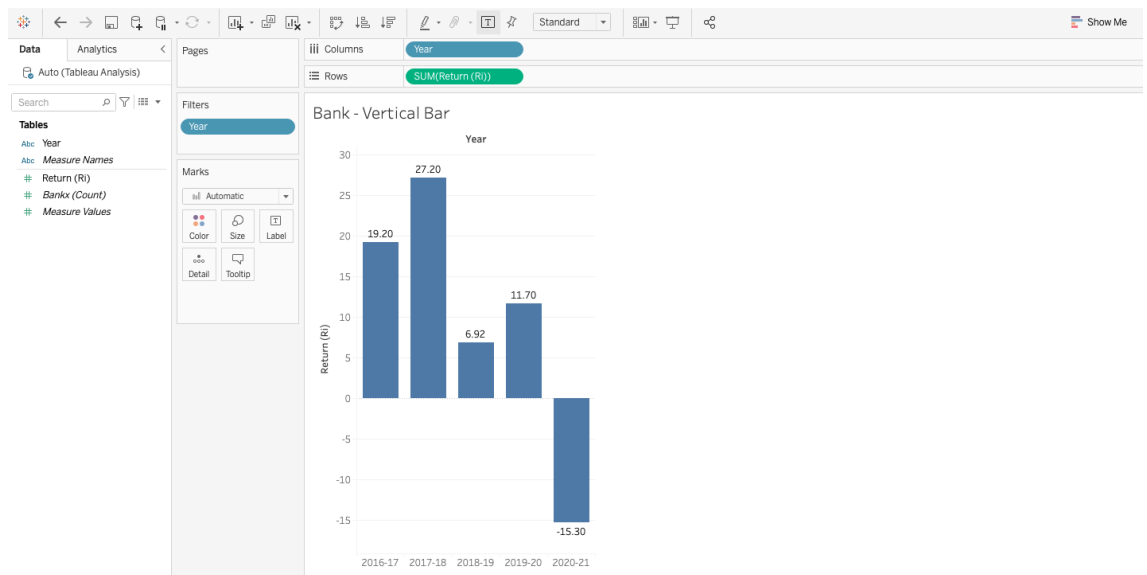 Standard
Show Me
Data
Analytics
Auto (Tableau Analysis)
Search
Tables
Abc Year
Abc Measure Names
# Return (Ri)
# Bankx (Count)
# Measure Values
Pages
Filters
Year
Marks
Automatic
Color
Size
T
Label
Detail
Tooltip
Columns
Year
Rows
SUM(Return (Ri))
Bank - Vertical Bar
Year
Return (Ri)
30
25
20
15
10
5
0
-5
-10
-15
19.20
27.20
6.92
11.70
-15.30
2016-17 2017-18 2018-19 2019-20 2020-21